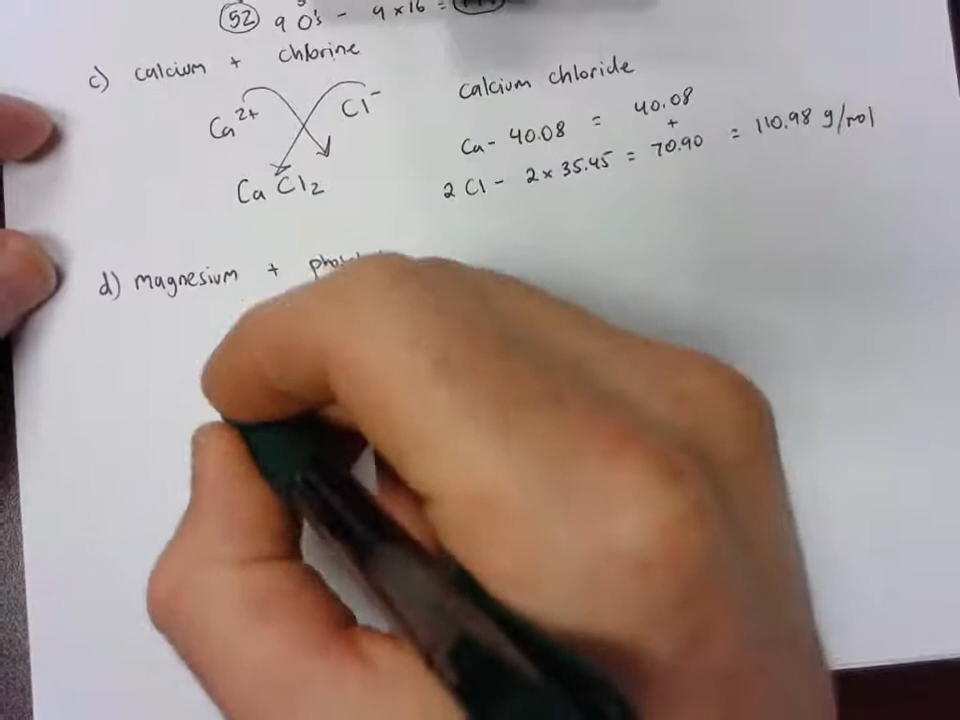 52 9 O's - 9 x 16 =
c) calcium + chlorine
Ca2+ Cl-
CaCl2
calcium chloride
Ca - 40.08 = 40.08
+
2 Cl - 2 x 35.45 = 70.90 = 110.98 g/mol
d) magnesium +